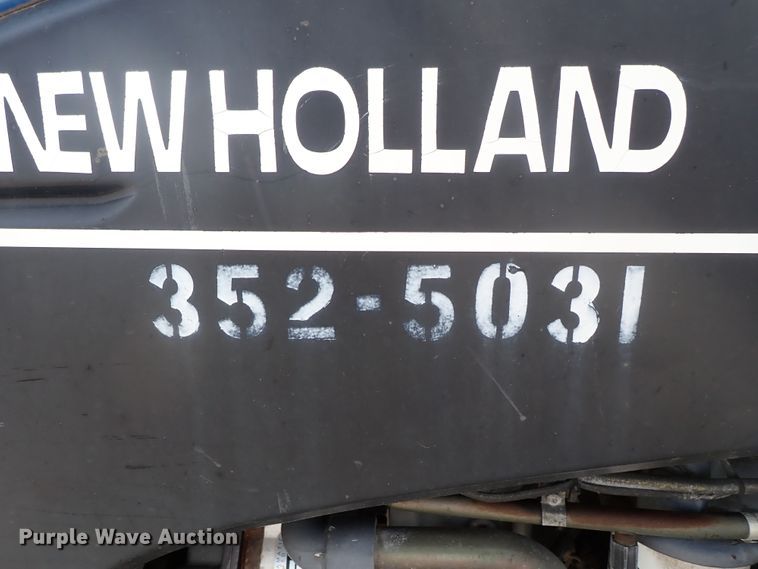 NEW HOLLAND
352-5031
Purple Wave Auction